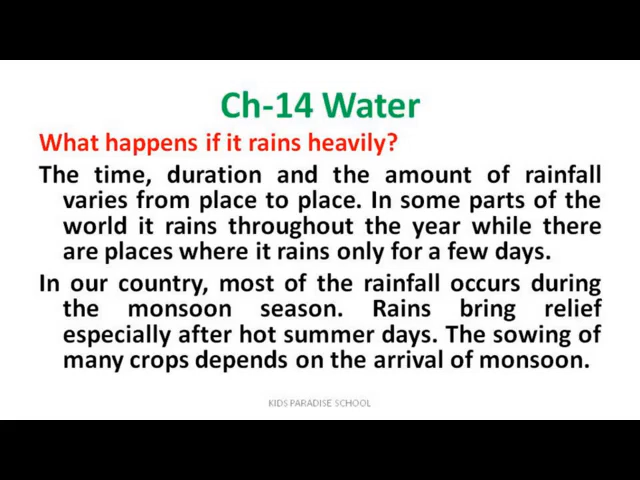 Ch-14 Water
What happens if it rains heavily?
The time, duration and the amount of rainfall
varies from place to place. In some parts of the
world it rains throughout the year while there
are places where it rains only for a few days.
In our country, most of the rainfall occurs during
the monsoon season. Rains bring relief
especially after hot summer days. The sowing of
many crops depends on the arrival of monsoon.
KIDS PARADISE SCHOOL